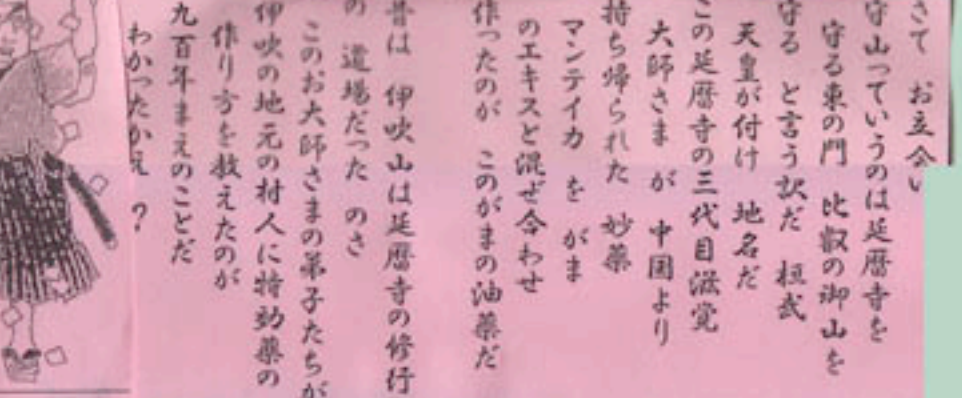 さて お立会い
守山っていうのは延暦寺を
守る東の門 比叡の御山を
守る と言う訳だ 桓武
天皇が付け 地名だ
この延暦寺の三代目滋覚
大師さま が 中国より
持ち帰られた 妙薬
マンテイカ を がま
のエキスと混ぜ合わせ
作ったのが このがまの油薬だ
昔は 伊吹山は延暦寺の修行
の 道場だった のさ
このお大師さまの弟子たちが
伊吹の地元の村人に特効薬の
作り方を教えたのが
九百年まえのことだ
わかったかえ ?